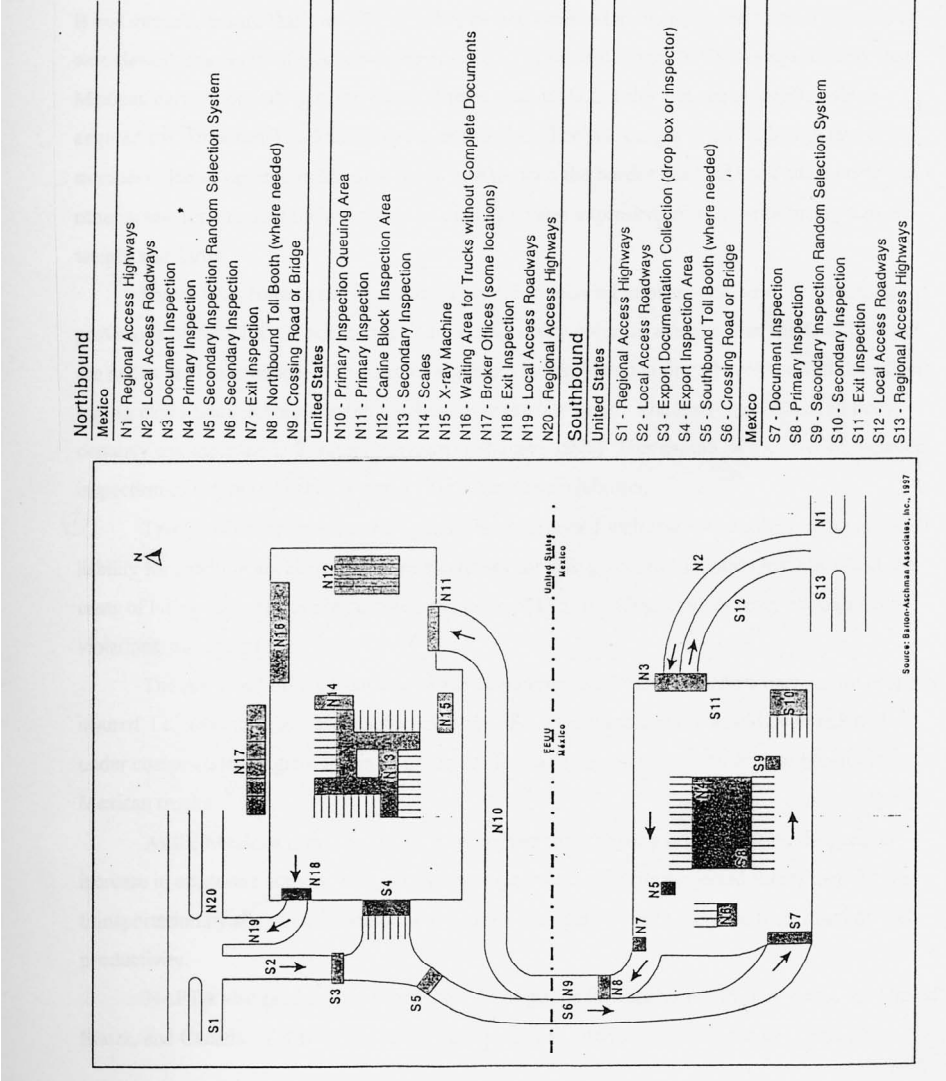 Northbound
Mexico
N1 - Regional Access Highways
N2 - Local Access Roadways
N3 - Document Inspection
N4 - Primary Inspection
N5 - Secondary Inspection Random Selection System
N6 - Secondary Inspection
N7 - Exit Inspection
N8 - Northbound Toll Booth (where needed)
N9 - Crossing Road or Bridge
United States
N10 - Primary Inspection Queuing Area
N11 - Primary Inspection
N12 - Canine Block Inspection Area
N13 - Secondary Inspection
N14 - Scales
N15 - X-ray Machine
N16 - Waiting Area for Trucks without Complete Documents
N17 - Broker Offices (some locations)
N18 - Exit Inspection
N19 - Local Access Roadways
N20 - Regional Access Highways
Southbound
United States
S1 - Regional Access Highways
S2 - Local Access Roadways
S3 - Export Documentation Collection (drop box or inspector)
S4 - Export Inspection Area
S5 - Southbound Toll Booth (where needed)
S6 - Crossing Road or Bridge
Mexico
S7 - Document Inspection
S8 - Primary Inspection
S9 - Secondary Inspection Random Selection System
S10 - Secondary Inspection
S11 - Exit Inspection
S12 - Local Access Roadways
S13 - Regional Access Highways
N
S1
N20
N19
S2
N18
N17
N16
N12
N14
N13
N15
N11
S3
S4
S5
N10
EEUU
México
United States
Mexico
S6
N9
N8
N7
N5
N6
N4
S8
S7
S9
S10
S11
N3
N2
S12
S13
N1
Source: Barton-Aschman Associates, Inc., 1997